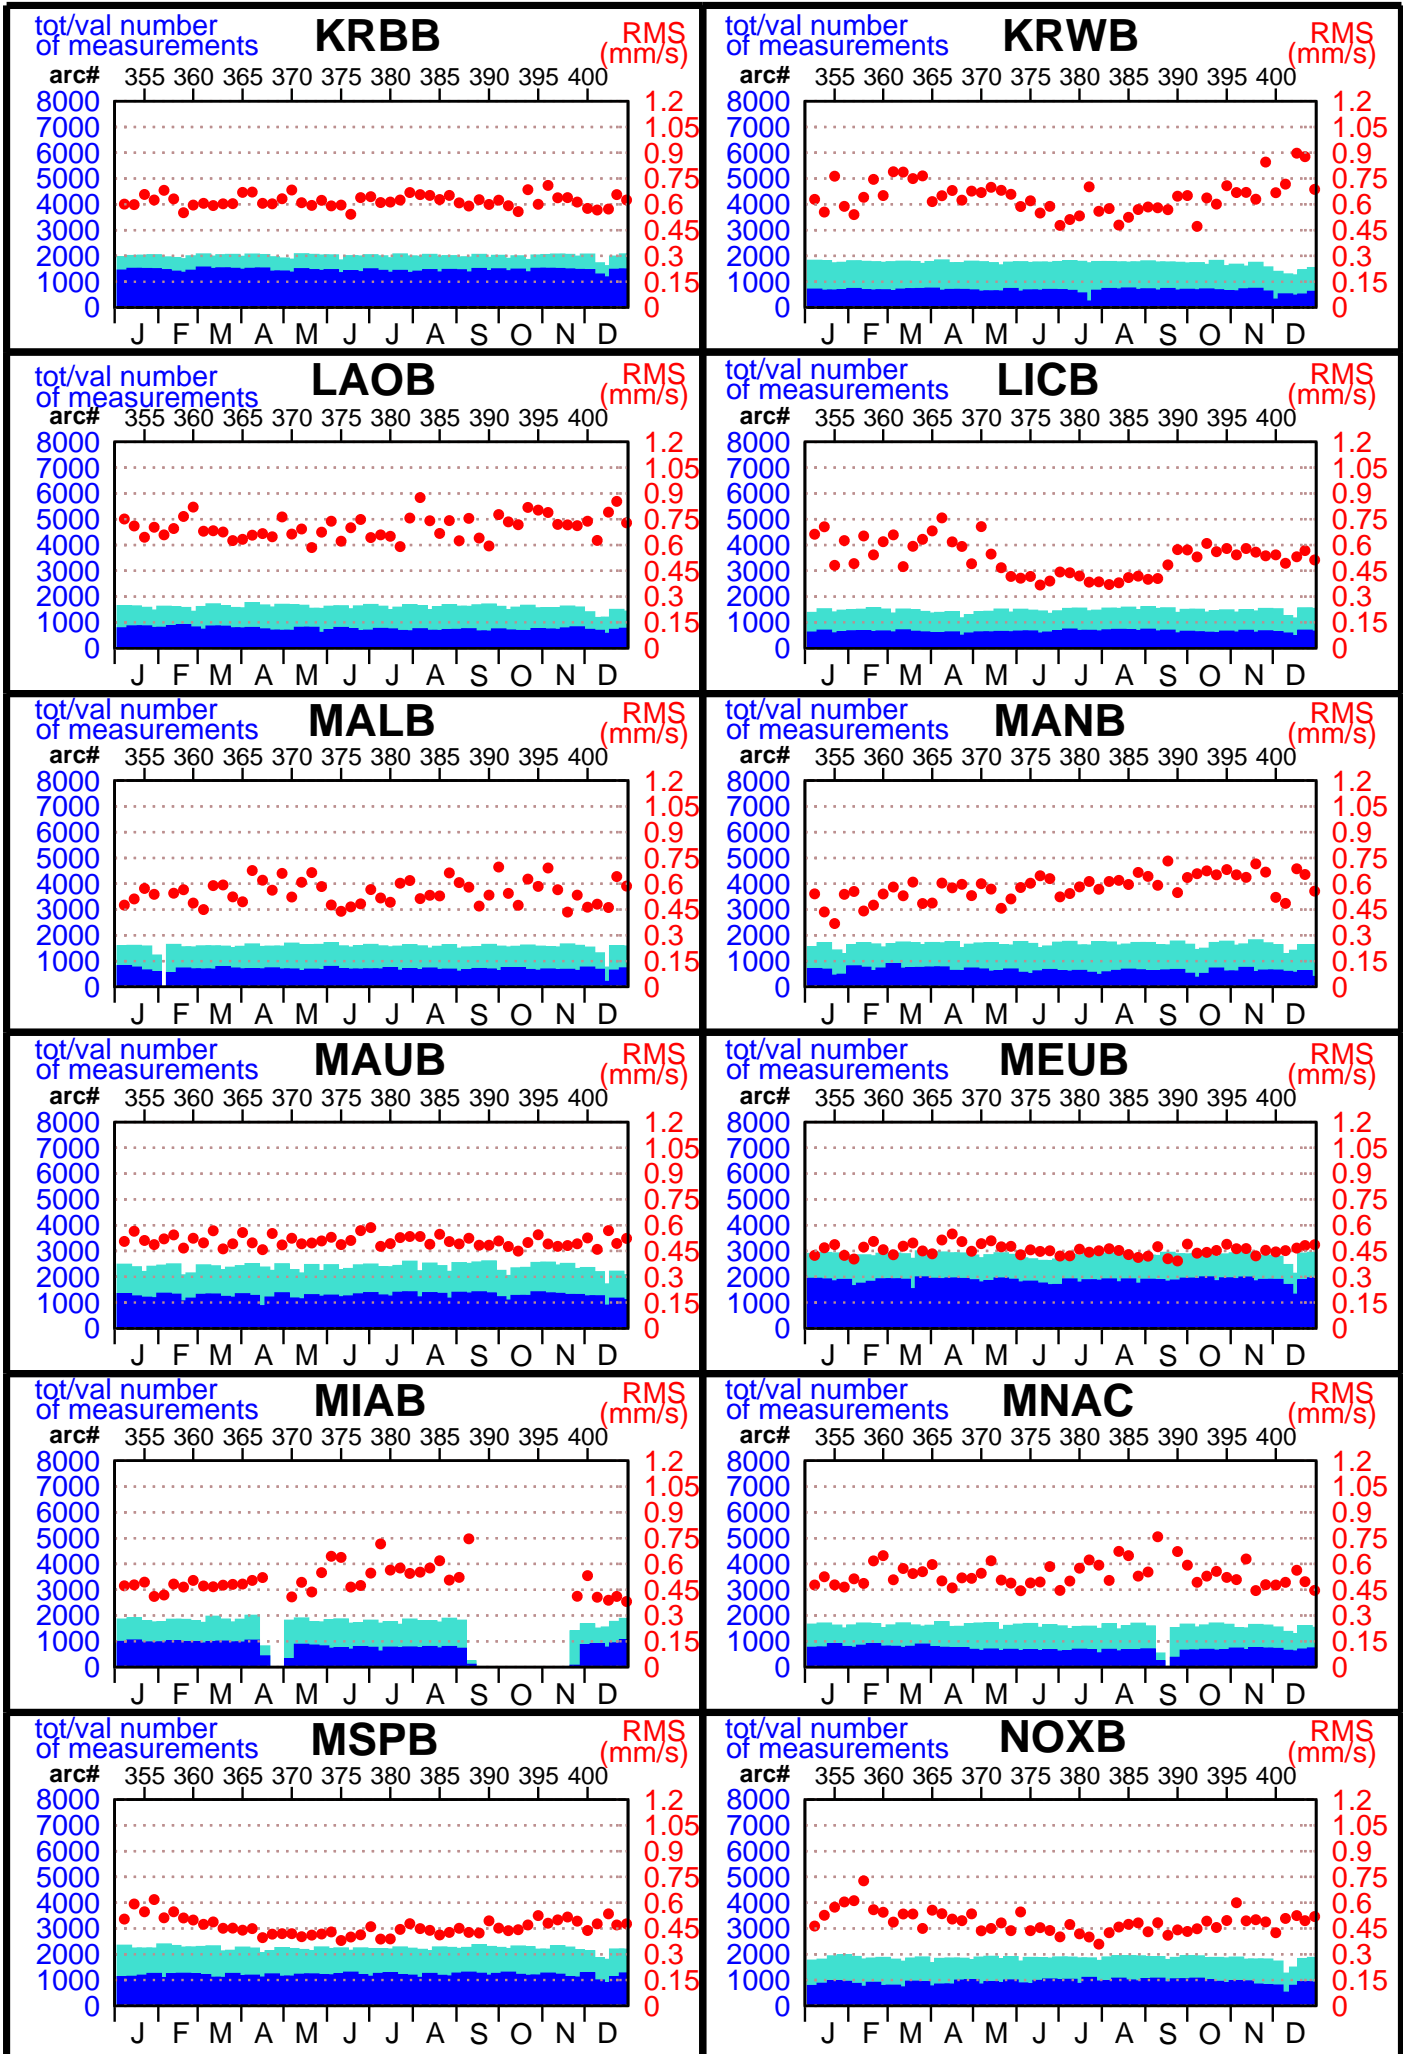 tot/val number
of measurements
KRBB
RMS
(mm/s)
arc# 355 360 365 370 375 380 385 390 395 400
8000 1.2
7000 1.05
6000 0.9
5000 0.75
4000 0.6
3000 0.45
2000 0.3
1000 0.15
0 0
J F M A M J J A S O N D
tot/val number
of measurements
KRWB
RMS
(mm/s)
arc# 355 360 365 370 375 380 385 390 395 400
8000 1.2
7000 1.05
6000 0.9
5000 0.75
4000 0.6
3000 0.45
2000 0.3
1000 0.15
0 0
J F M A M J J A S O N D
tot/val number
of measurements
LAOB
RMS
(mm/s)
arc# 355 360 365 370 375 380 385 390 395 400
8000 1.2
7000 1.05
6000 0.9
5000 0.75
4000 0.6
3000 0.45
2000 0.3
1000 0.15
0 0
J F M A M J J A S O N D
tot/val number
of measurements
LICB
RMS
(mm/s)
arc# 355 360 365 370 375 380 385 390 395 400
8000 1.2
7000 1.05
6000 0.9
5000 0.75
4000 0.6
3000 0.45
2000 0.3
1000 0.15
0 0
J F M A M J J A S O N D
tot/val number
of measurements
MALB
RMS
(mm/s)
arc# 355 360 365 370 375 380 385 390 395 400
8000 1.2
7000 1.05
6000 0.9
5000 0.75
4000 0.6
3000 0.45
2000 0.3
1000 0.15
0 0
J F M A M J J A S O N D
tot/val number
of measurements
MANB
RMS
(mm/s)
arc# 355 360 365 370 375 380 385 390 395 400
8000 1.2
7000 1.05
6000 0.9
5000 0.75
4000 0.6
3000 0.45
2000 0.3
1000 0.15
0 0
J F M A M J J A S O N D
tot/val number
of measurements
MAUB
RMS
(mm/s)
arc# 355 360 365 370 375 380 385 390 395 400
8000 1.2
7000 1.05
6000 0.9
5000 0.75
4000 0.6
3000 0.45
2000 0.3
1000 0.15
0 0
J F M A M J J A S O N D
tot/val number
of measurements
MEUB
RMS
(mm/s)
arc# 355 360 365 370 375 380 385 390 395 400
8000 1.2
7000 1.05
6000 0.9
5000 0.75
4000 0.6
3000 0.45
2000 0.3
1000 0.15
0 0
J F M A M J J A S O N D
tot/val number
of measurements
MIAB
RMS
(mm/s)
arc# 355 360 365 370 375 380 385 390 395 400
8000 1.2
7000 1.05
6000 0.9
5000 0.75
4000 0.6
3000 0.45
2000 0.3
1000 0.15
0 0
J F M A M J J A S O N D
tot/val number
of measurements
MNAC
RMS
(mm/s)
arc# 355 360 365 370 375 380 385 390 395 400
8000 1.2
7000 1.05
6000 0.9
5000 0.75
4000 0.6
3000 0.45
2000 0.3
1000 0.15
0 0
J F M A M J J A S O N D
tot/val number
of measurements
MSPB
RMS
(mm/s)
arc# 355 360 365 370 375 380 385 390 395 400
8000 1.2
7000 1.05
6000 0.9
5000 0.75
4000 0.6
3000 0.45
2000 0.3
1000 0.15
0 0
J F M A M J J A S O N D
tot/val number
of measurements
NOXB
RMS
(mm/s)
arc# 355 360 365 370 375 380 385 390 395 400
8000 1.2
7000 1.05
6000 0.9
5000 0.75
4000 0.6
3000 0.45
2000 0.3
1000 0.15
0 0
J F M A M J J A S O N D